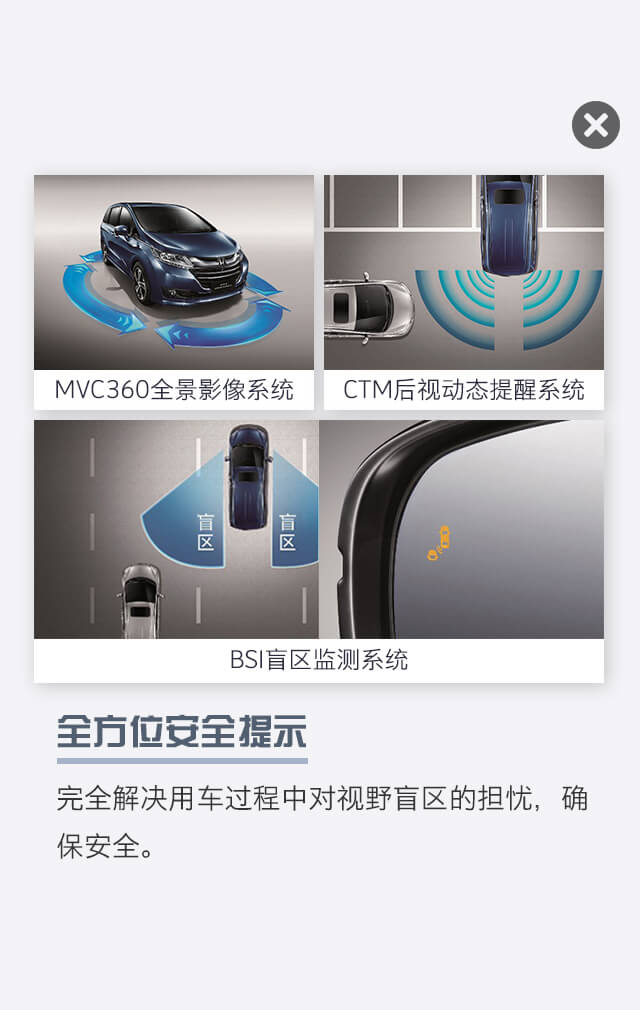 MVC360全景影像系统
CTM后视动态提醒系统
盲区
盲区
BSI盲区监测系统
全方位安全提示
完全解决用车过程中对视野盲区的担忧，确
保安全。